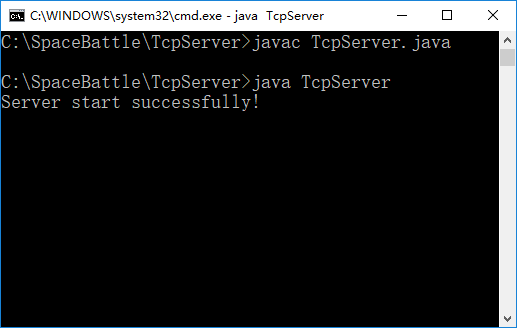 C:\WINDOWS\system32\cmd.exe - java  TcpServer
C:\SpaceBattle\TcpServer>javac TcpServer.java
C:\SpaceBattle\TcpServer>java TcpServer
Server start successfully!